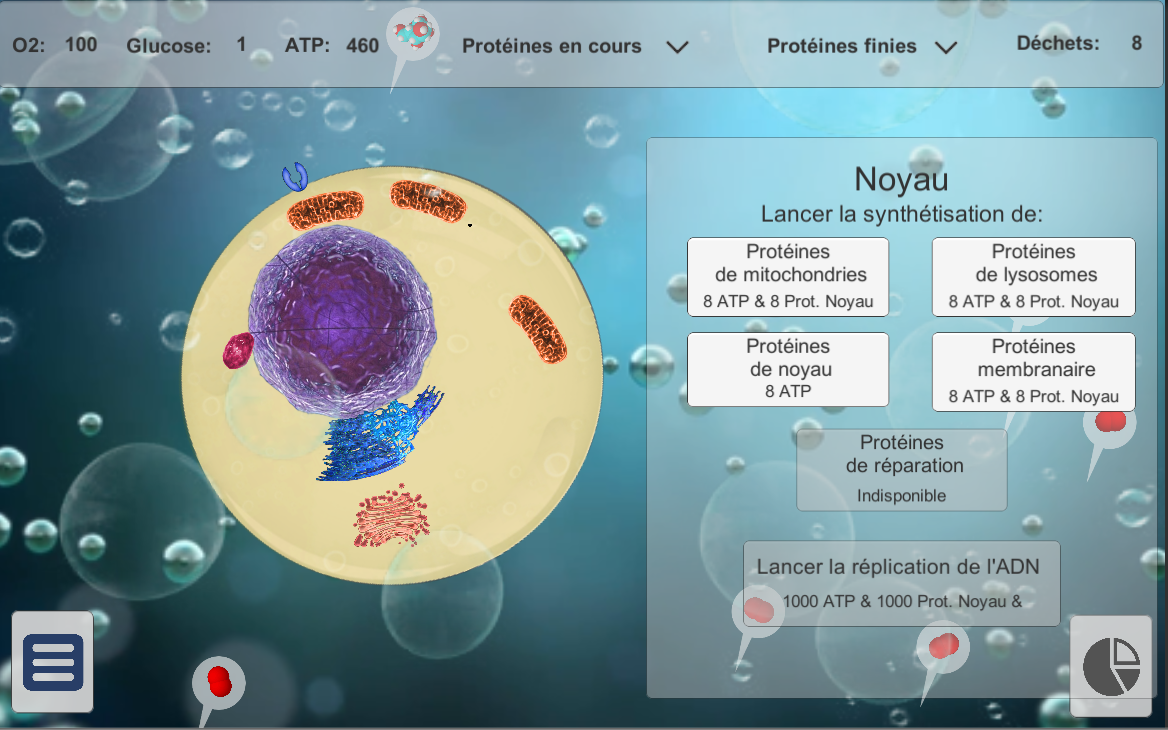 O2: 100 Glucose: 1 ATP: 460 Protéines en cours Protéines finies Déchets: 8
Noyau
Lancer la synthétisation de:
Protéines
de mitochondries
8 ATP & 8 Prot. Noyau
Protéines
de lysosomes
8 ATP & 8 Prot. Noyau
Protéines
de noyau
8 ATP
Protéines
membranaire
8 ATP & 8 Prot. Noyau
Protéines
de réparation
Indisponible
Lancer la réplication de l'ADN
1000 ATP & 1000 Prot. Noyau &